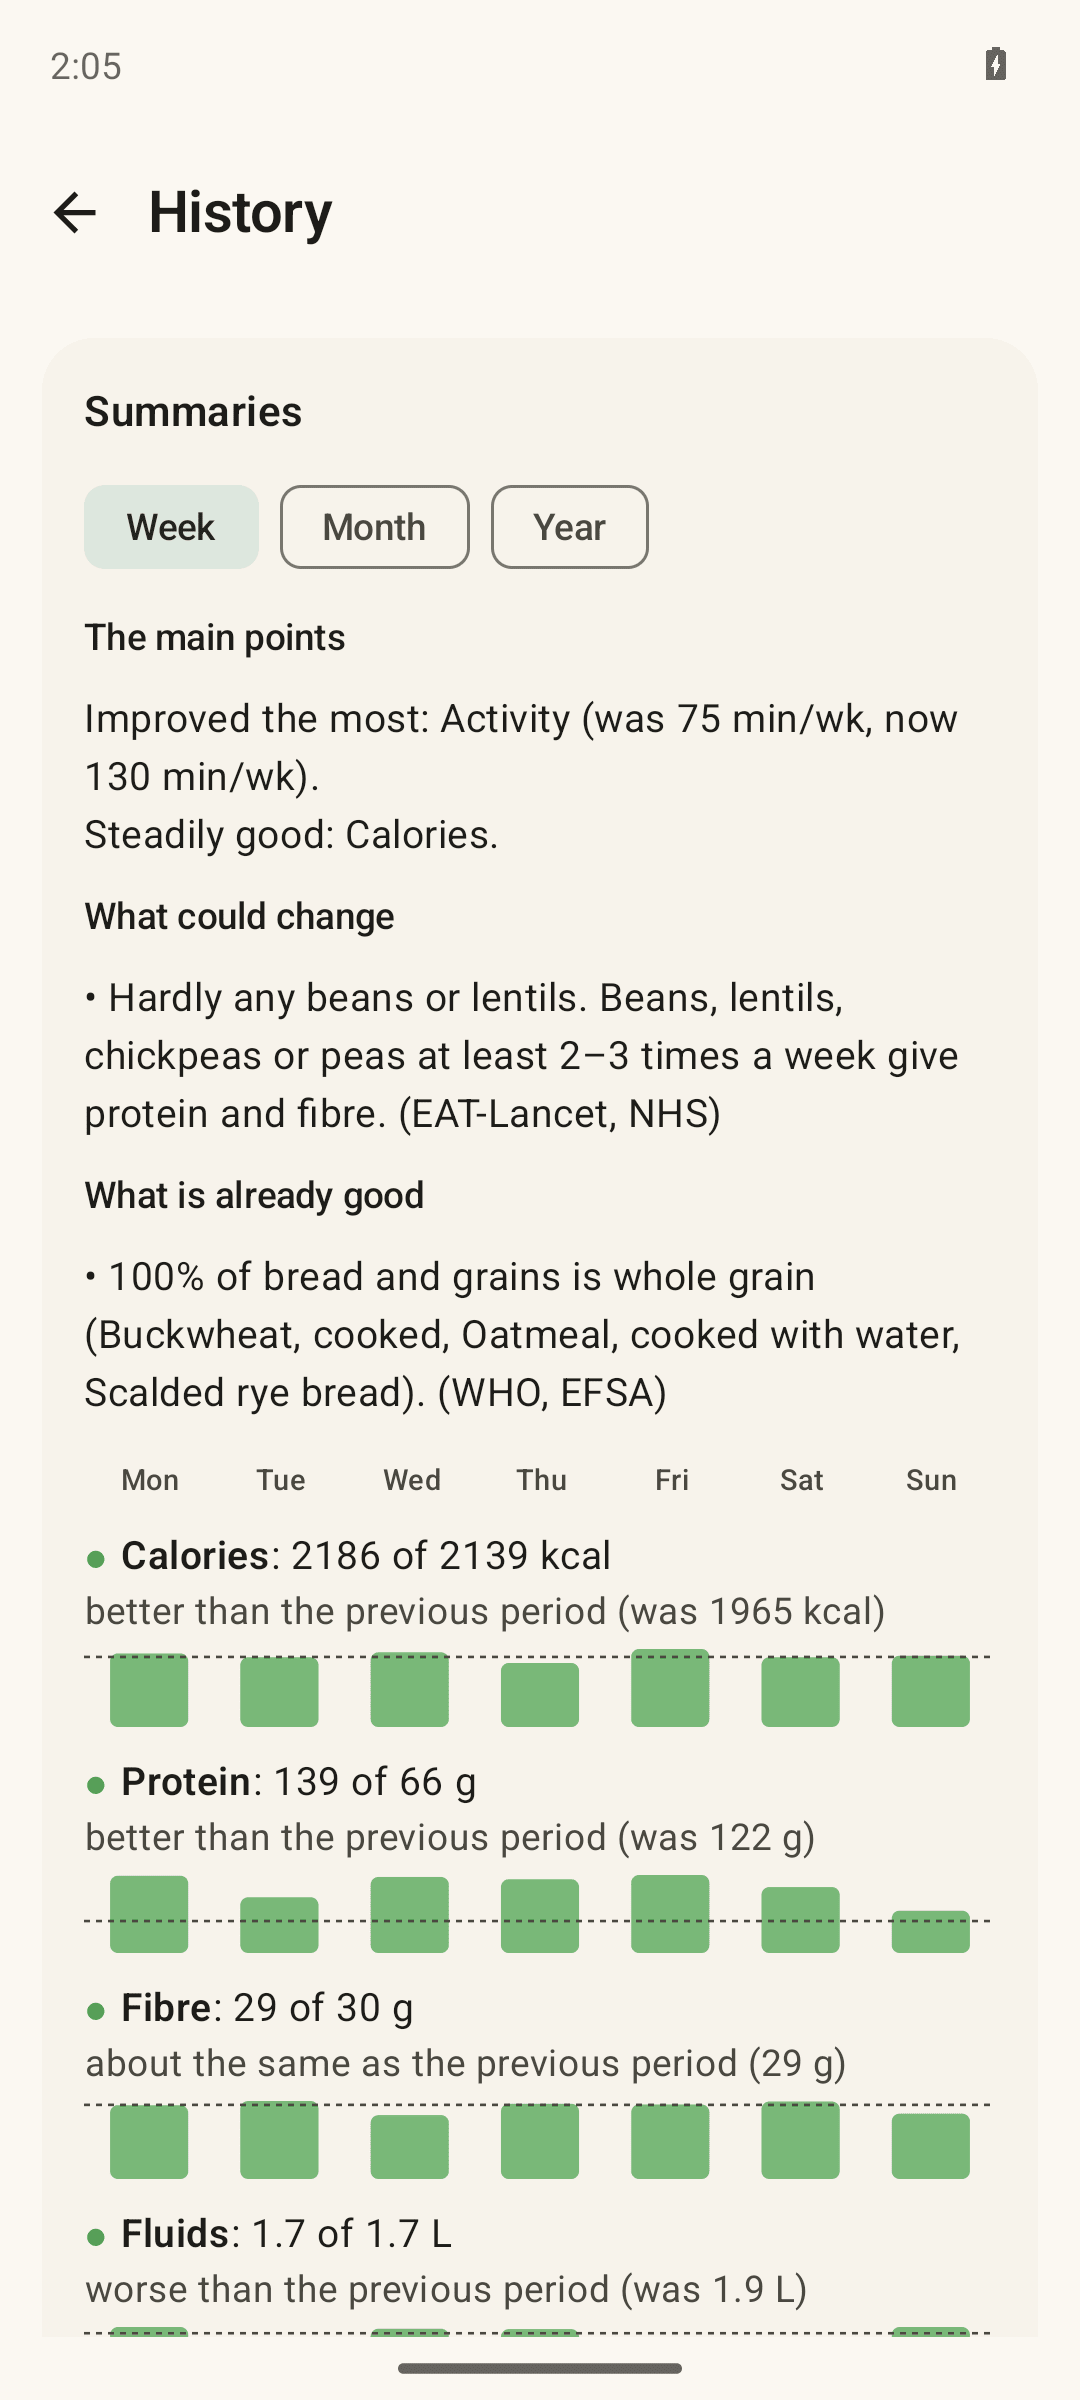 2:05
History
Summaries
Week Month Year
The main points
Improved the most: Activity (was 75 min/wk, now
130 min/wk).
Steadily good: Calories.
What could change
• Hardly any beans or lentils. Beans, lentils,
chickpeas or peas at least 2–3 times a week give
protein and fibre. (EAT-Lancet, NHS)
What is already good
• 100% of bread and grains is whole grain
(Buckwheat, cooked, Oatmeal, cooked with water,
Scalded rye bread). (WHO, EFSA)
Mon Tue Wed Thu Fri Sat Sun
● Calories: 2186 of 2139 kcal
better than the previous period (was 1965 kcal)
● Protein: 139 of 66 g
better than the previous period (was 122 g)
● Fibre: 29 of 30 g
about the same as the previous period (29 g)
● Fluids: 1.7 of 1.7 L
worse than the previous period (was 1.9 L)